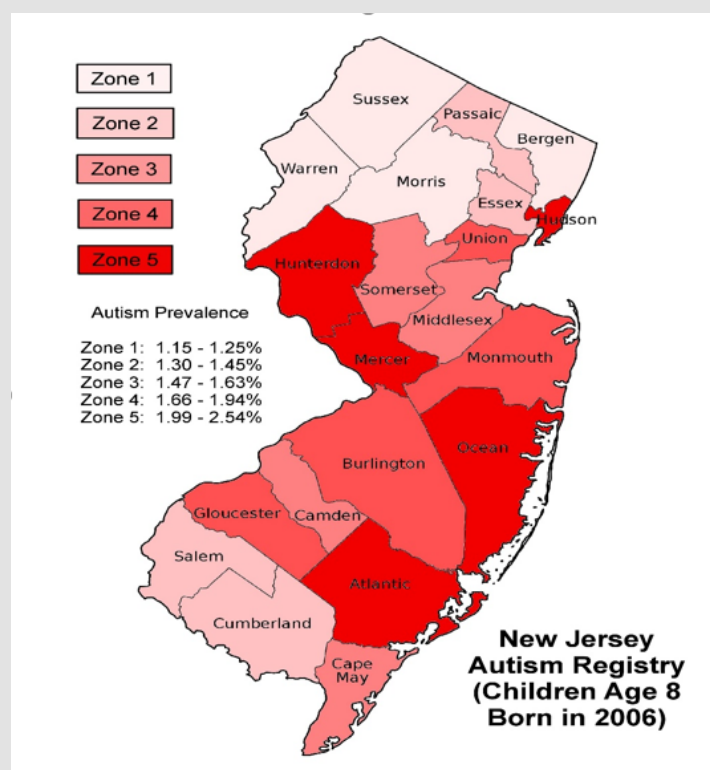 Zone 1
Zone 2
Zone 3
Zone 4
Zone 5
Autism Prevalence
Zone 1: 1.15 - 1.25%
Zone 2: 1.30 - 1.45%
Zone 3: 1.47 - 1.63%
Zone 4: 1.66 - 1.94%
Zone 5: 1.99 - 2.54%
Sussex
Passaic
Bergen
Warren
Morris
Essex
Hudson
Union
Hunterdon
Somerset
Middlesex
Mercer
Monmouth
Ocean
Burlington
Gloucester
Camden
Salem
Atlantic
Cumberland
Cape
May
New Jersey
Autism Registry
(Children Age 8
Born in 2006)